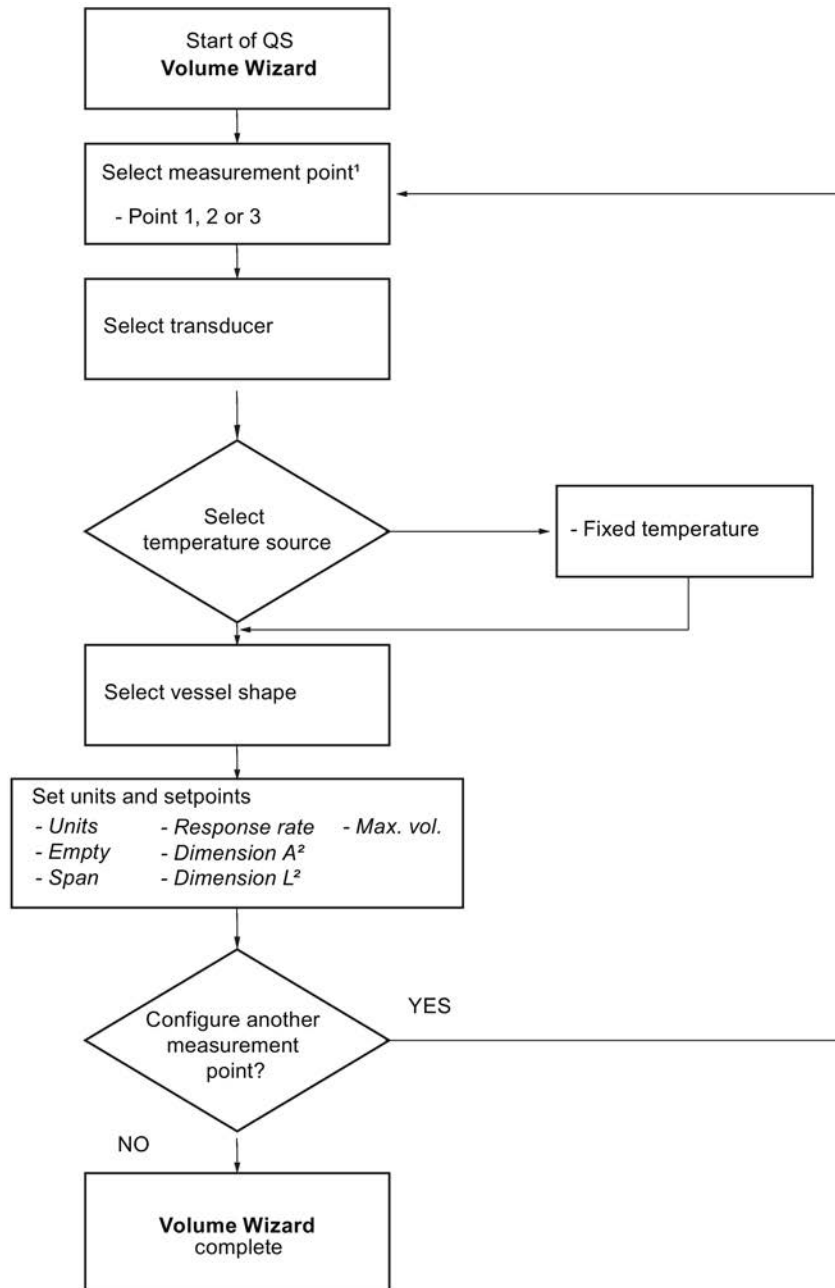 Start of QS
Volume Wizard
Select measurement point¹
- Point 1, 2 or 3
Select transducer
Select
temperature source
- Fixed temperature
Select vessel shape
Set units and setpoints
- Units - Response rate - Max. vol.
- Empty - Dimension A²
- Span - Dimension L²
Configure another
measurement
point?
YES
NO
Volume Wizard
complete